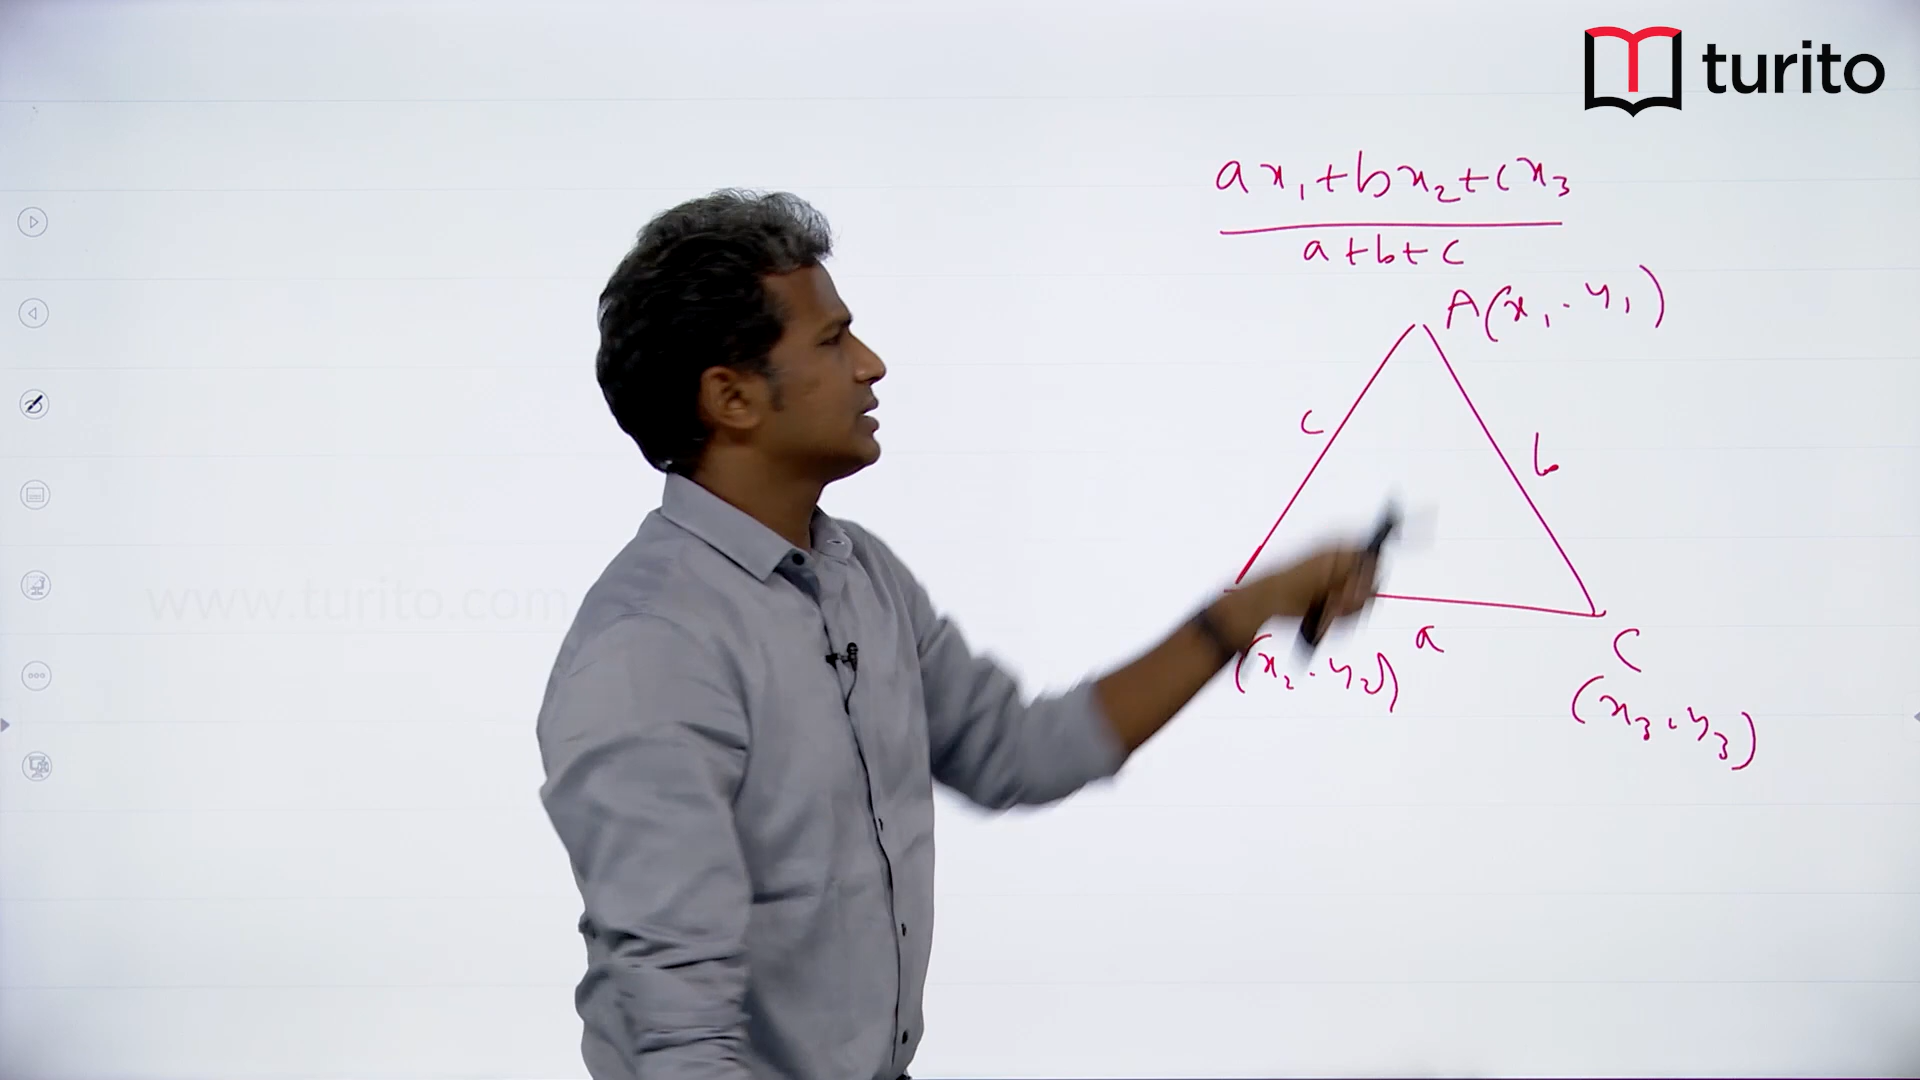 turito
ax₁+bx₂+cx₃
a+b+c
A(x₁.y₁)
c
b
www.turito.com
(x₂.y₂)
a
C
(x₃.y₃)